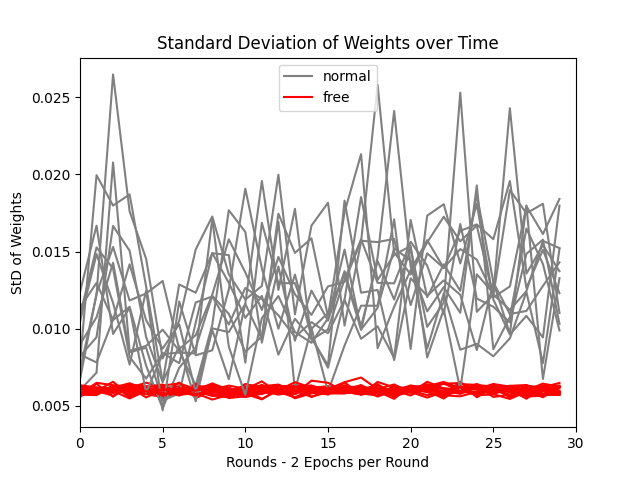 Standard Deviation of Weights over Time
normal
free
StD of Weights
0.025
0.020
0.015
0.010
0.005
0 5 10 15 20 25 30
Rounds - 2 Epochs per Round